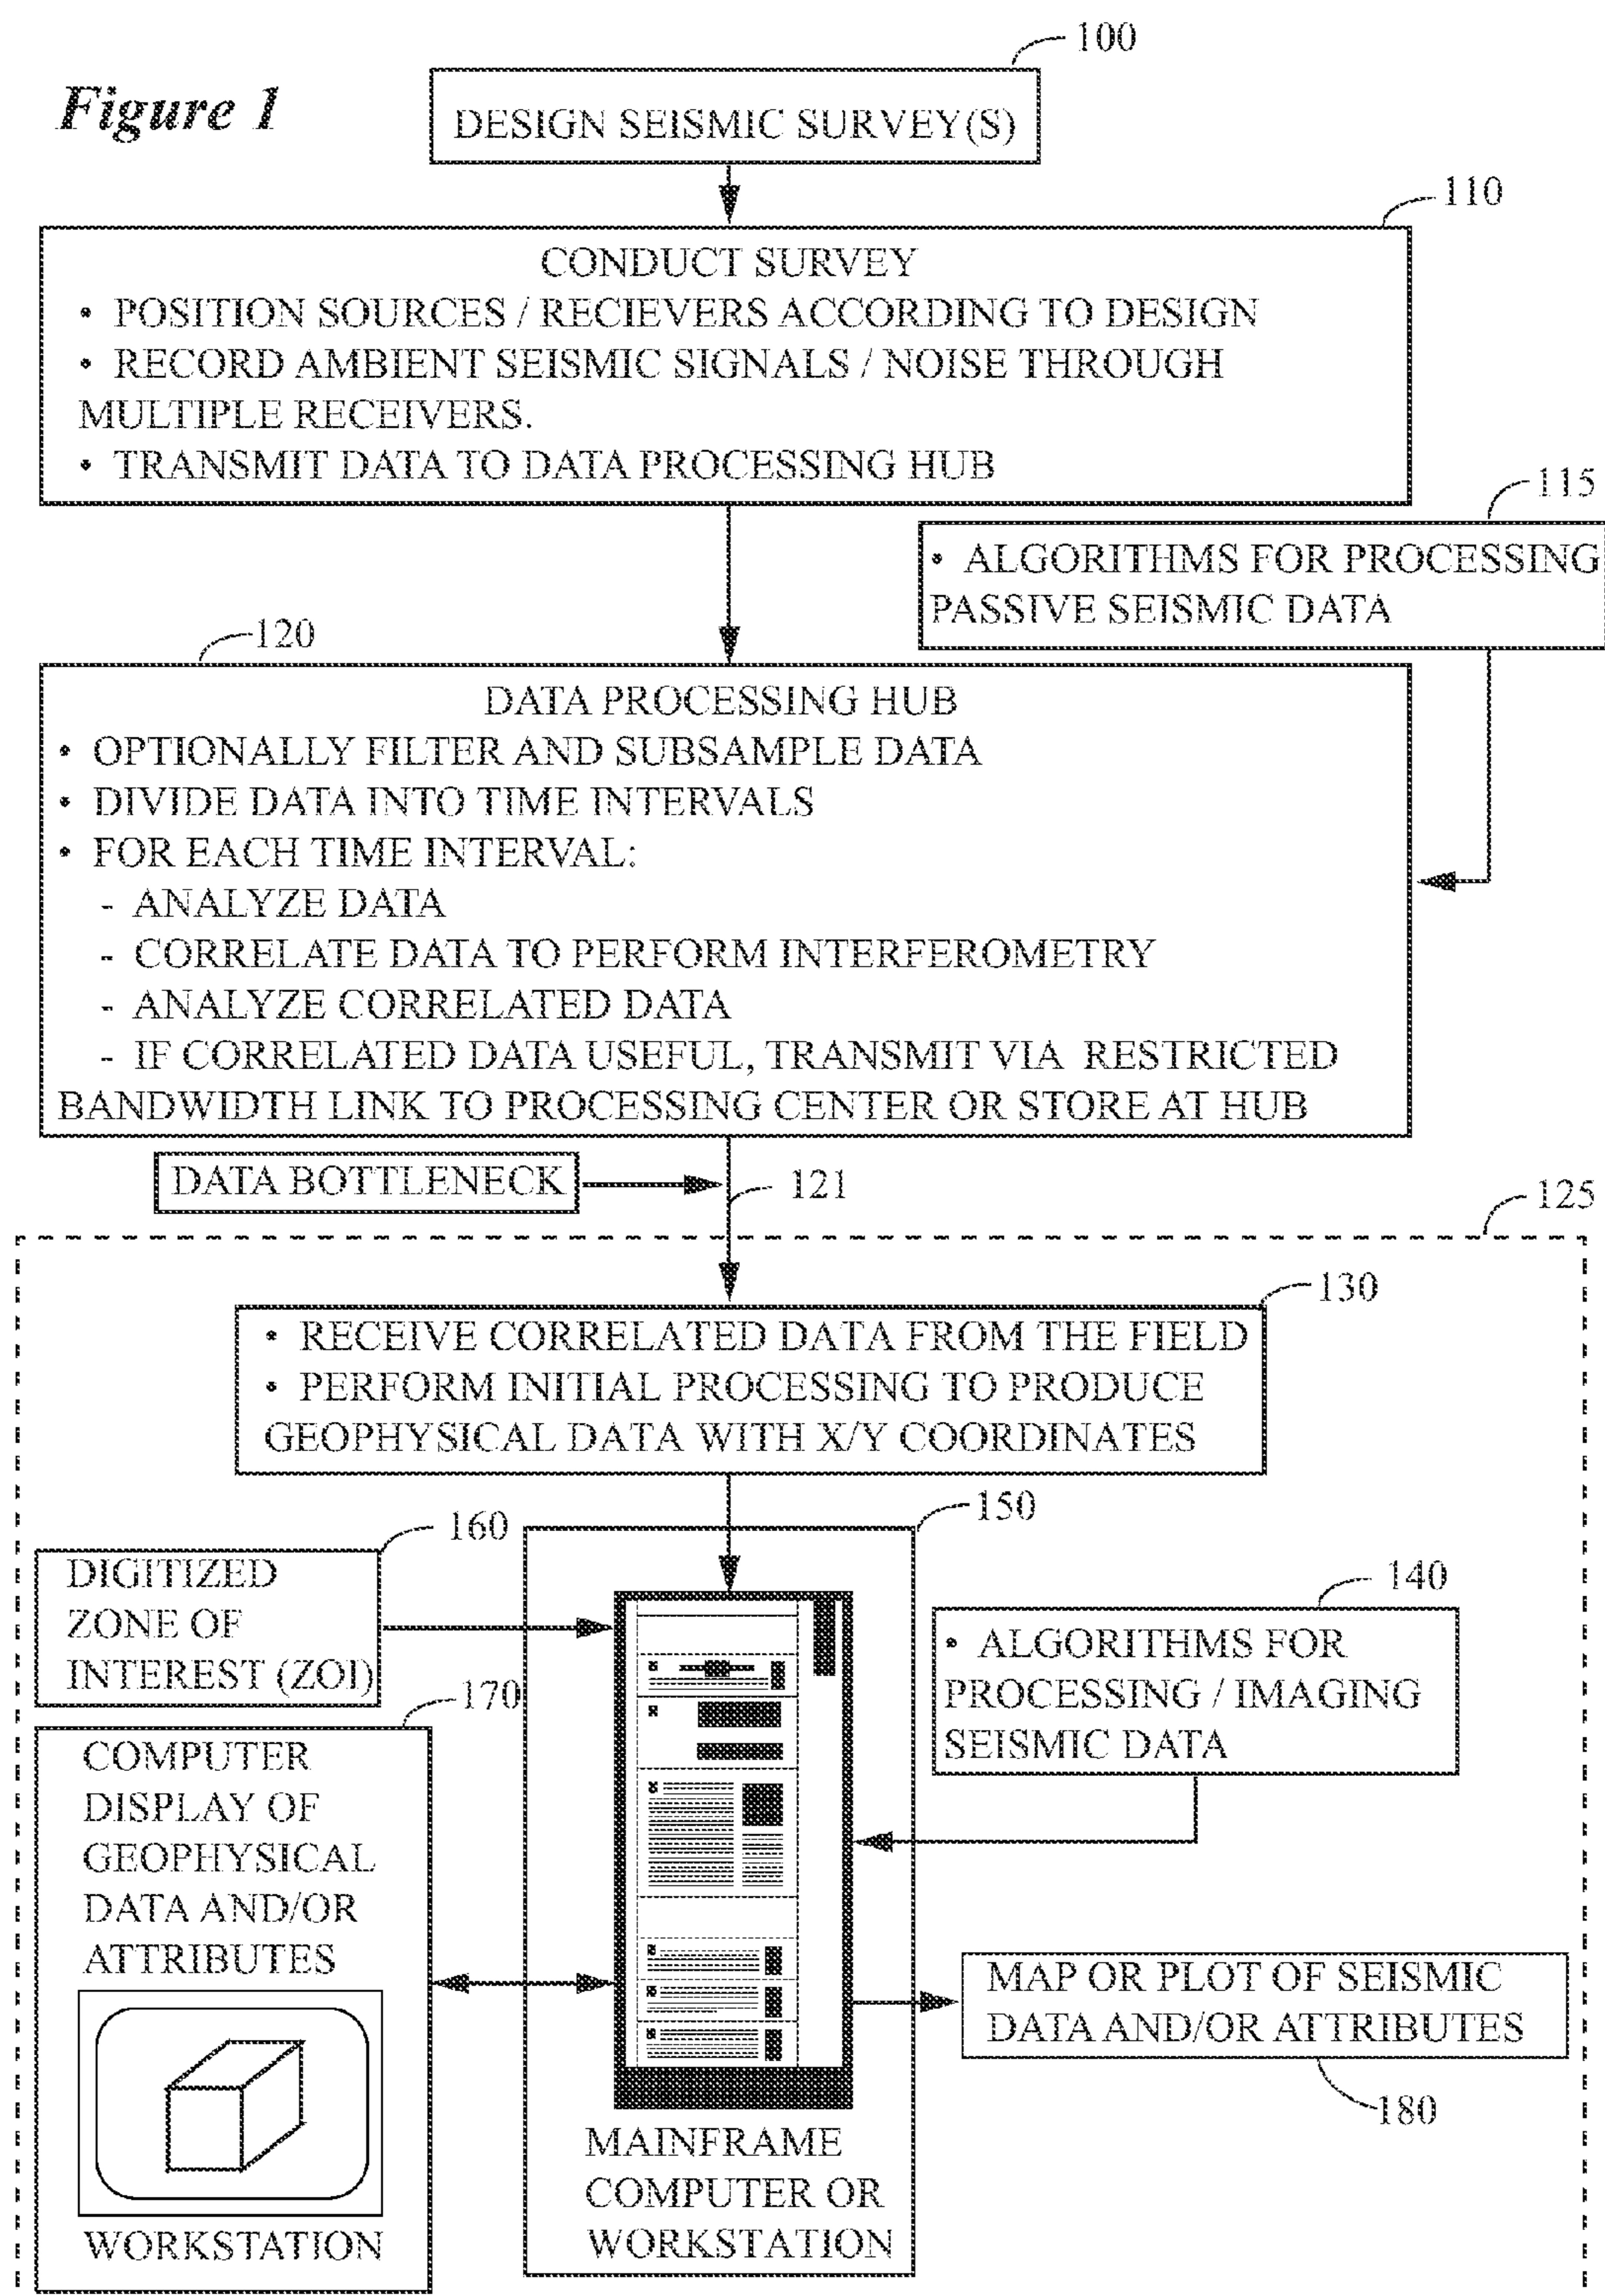 Figure 1
100
DESIGN SEISMIC SURVEY(S)
110
CONDUCT SURVEY
• POSITION SOURCES / RECIEVERS ACCORDING TO DESIGN
• RECORD AMBIENT SEISMIC SIGNALS / NOISE THROUGH
MULTIPLE RECEIVERS.
• TRANSMIT DATA TO DATA PROCESSING HUB
115
• ALGORITHMS FOR PROCESSING
PASSIVE SEISMIC DATA
120
DATA PROCESSING HUB
• OPTIONALLY FILTER AND SUBSAMPLE DATA
• DIVIDE DATA INTO TIME INTERVALS
• FOR EACH TIME INTERVAL:
- ANALYZE DATA
- CORRELATE DATA TO PERFORM INTERFEROMETRY
- ANALYZE CORRELATED DATA
- IF CORRELATED DATA USEFUL, TRANSMIT VIA RESTRICTED
BANDWIDTH LINK TO PROCESSING CENTER OR STORE AT HUB
DATA BOTTLENECK
121
125
130
• RECEIVE CORRELATED DATA FROM THE FIELD
• PERFORM INITIAL PROCESSING TO PRODUCE
GEOPHYSICAL DATA WITH X/Y COORDINATES
160
DIGITIZED
ZONE OF
INTEREST (ZOI)
150
140
• ALGORITHMS FOR
PROCESSING / IMAGING
SEISMIC DATA
170
COMPUTER
DISPLAY OF
GEOPHYSICAL
DATA AND/OR
ATTRIBUTES
WORKSTATION
MAINFRAME
COMPUTER OR
WORKSTATION
MAP OR PLOT OF SEISMIC
DATA AND/OR ATTRIBUTES
180